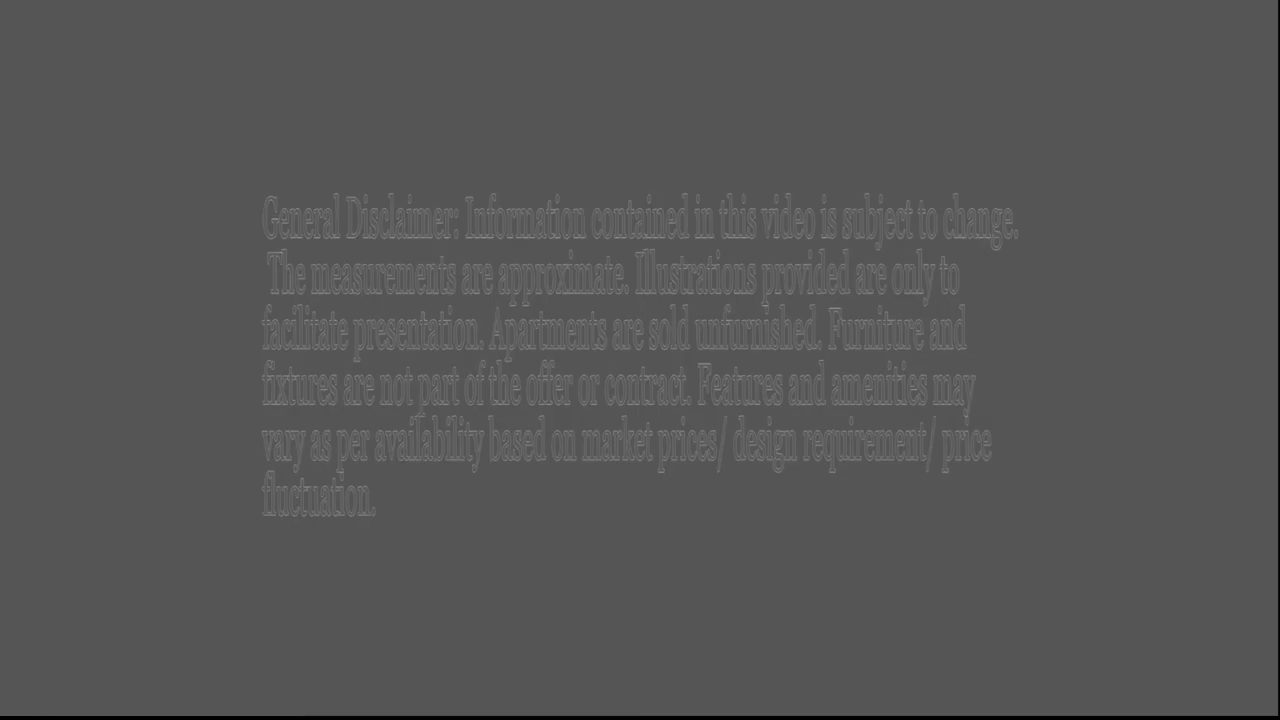 General Disclaimer: Information contained in this video is subject to change.
The measurements are approximate. Illustrations provided are only to
facilitate presentation. Apartments are sold unfurnished. Furniture and
fixtures are not part of the offer or contract. Features and amenities may
vary as per availability based on market prices/ design requirement/ price
fluctuation.